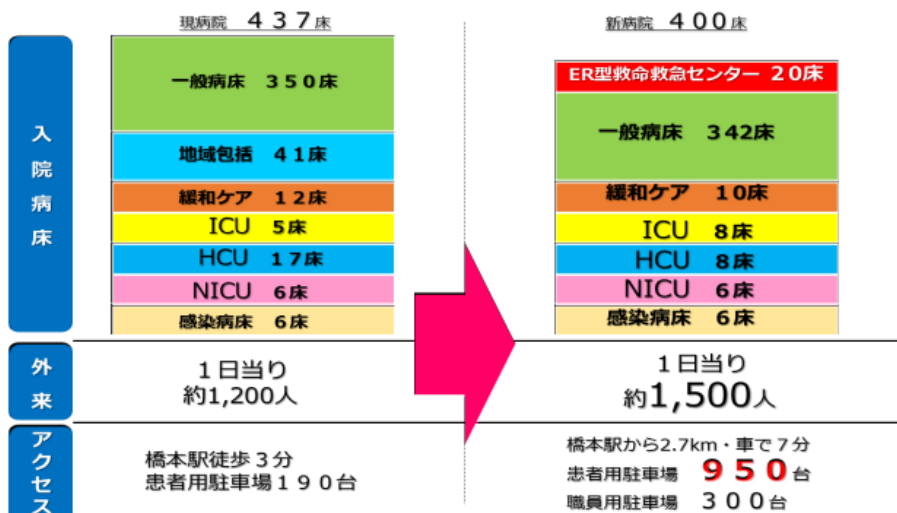 現病院 ４３７床
新病院 ４００床
入院病床
一般病床 ３５０床
地域包括 ４１床
緩和ケア １２床
ICU ５床
HCU １７床
NICU ６床
感染病床 ６床
ER型救命救急センター ２０床
一般病床 342床
緩和ケア １０床
ICU ８床
HCU ８床
NICU ６床
感染病床 ６床
外来
１日当り
約1,200人
１日当り
約1,500人
アクセス
橋本駅徒歩３分
患者用駐車場１９０台
橋本駅から2.7km・車で７分
患者用駐車場 ９５０台
職員用駐車場 ３００台